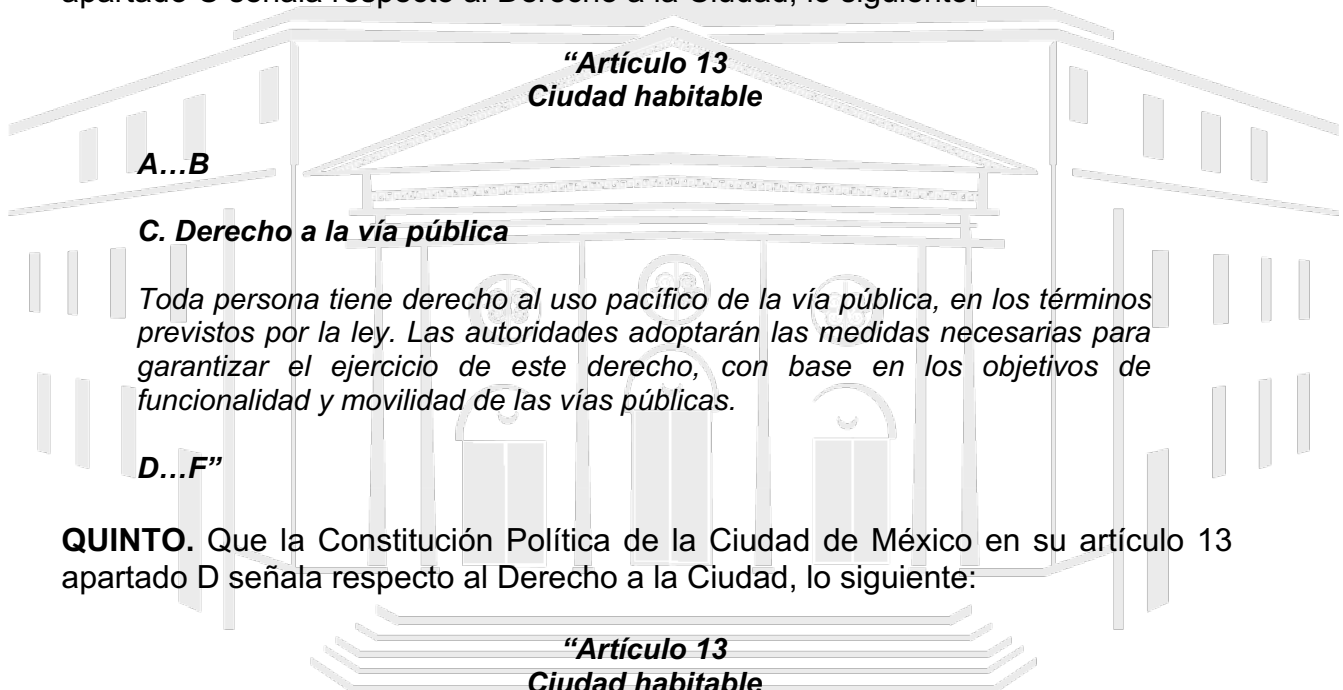 apartado C señala respecto al Derecho a la Ciudad, lo siguiente:
“Artículo 13
Ciudad habitable
A…B
C. Derecho a la vía pública
Toda persona tiene derecho al uso pacífico de la vía pública, en los términos
previstos por la ley. Las autoridades adoptarán las medidas necesarias para
garantizar el ejercicio de este derecho, con base en los objetivos de
funcionalidad y movilidad de las vías públicas.
D…F”
QUINTO. Que la Constitución Política de la Ciudad de México en su artículo 13
apartado D señala respecto al Derecho a la Ciudad, lo siguiente:
“Artículo 13
Ciudad habitable